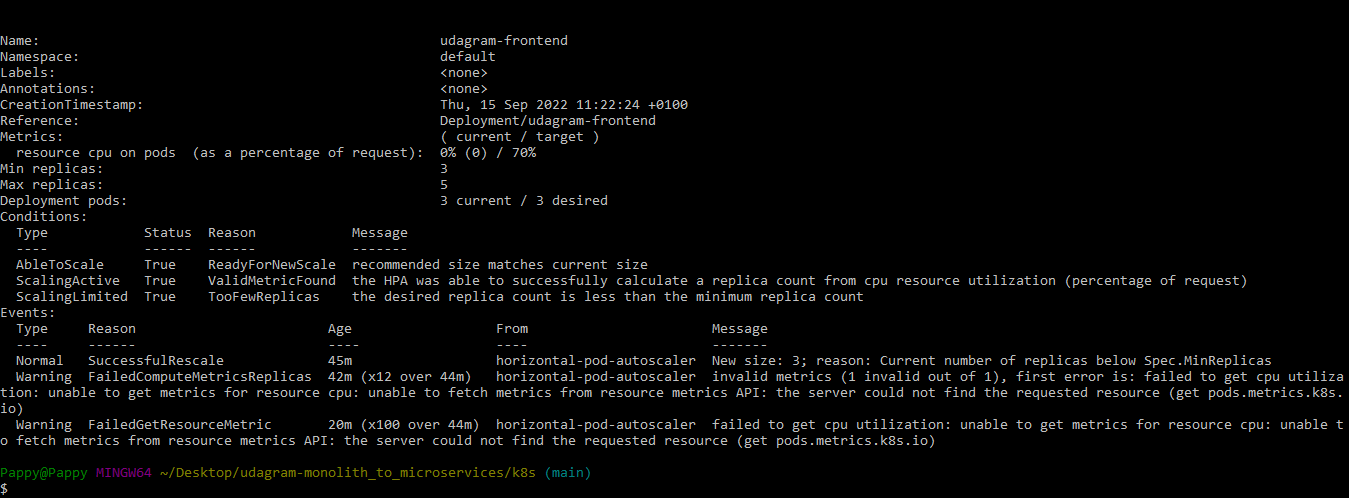 Name: udagram-frontend
Namespace: default
Labels: <none>
Annotations: <none>
CreationTimestamp: Thu, 15 Sep 2022 11:22:24 +0100
Reference: Deployment/udagram-frontend
Metrics: ( current / target )
  resource cpu on pods  (as a percentage of request):  0% (0) / 70%
Min replicas: 3
Max replicas: 5
Deployment pods: 3 current / 3 desired
Conditions:
  Type            Status  Reason            Message
  ----            ------  ------            -------
  AbleToScale     True    ReadyForNewScale  recommended size matches current size
  ScalingActive   True    ValidMetricFound  the HPA was able to successfully calculate a replica count from cpu resource utilization (percentage of request)
  ScalingLimited  True    TooFewReplicas    the desired replica count is less than the minimum replica count
Events:
  Type     Reason                        Age                  From                       Message
  ----     ------                        ----                 ----                       -------
  Normal   SuccessfulRescale             45m                  horizontal-pod-autoscaler  New size: 3; reason: Current number of replicas below Spec.MinReplicas
  Warning  FailedComputeMetricsReplicas  42m (x12 over 44m)   horizontal-pod-autoscaler  invalid metrics (1 invalid out of 1), first error is: failed to get cpu utiliza
tion: unable to get metrics for resource cpu: unable to fetch metrics from resource metrics API: the server could not find the requested resource (get pods.metrics.k8s.
io)
  Warning  FailedGetResourceMetric       20m (x100 over 44m)  horizontal-pod-autoscaler  failed to get cpu utilization: unable to get metrics for resource cpu: unable t
o fetch metrics from resource metrics API: the server could not find the requested resource (get pods.metrics.k8s.io)
Pappy@Pappy MINGW64 ~/Desktop/udagram-monolith_to_microservices/k8s (main)
$